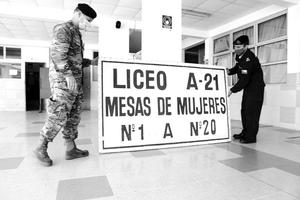 LICEO A-21
MESAS DE MUJERES
Nº1 A Nº20